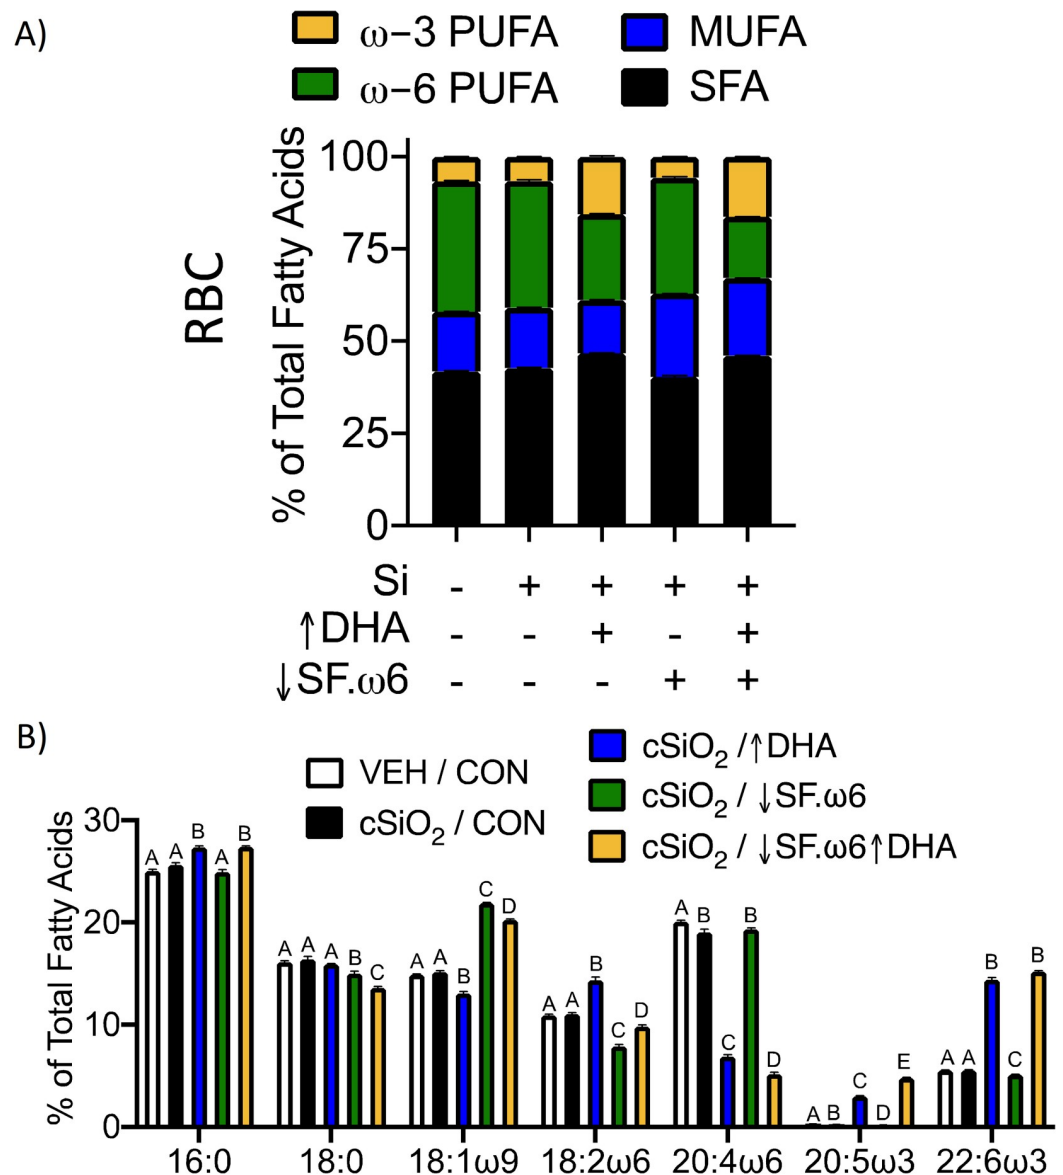 A)
ω−3 PUFA MUFA
ω−6 PUFA SFA
RBC
% of Total Fatty Acids
100
75
50
25
0
Si - + + + +
↑DHA - - + - +
↓SF.ω6 - - - + +
B)
VEH / CON
cSiO₂ / CON
cSiO₂ /↑DHA
cSiO₂ / ↓SF.ω6
cSiO₂ / ↓SF.ω6↑DHA
% of Total Fatty Acids
30
20
10
0
A A B A B
A A A B C
A A B C D
A A B C D
A B C B D
A B C D E
A A B C B
16:0 18:0 18:1ω9 18:2ω6 20:4ω6 20:5ω3 22:6ω3